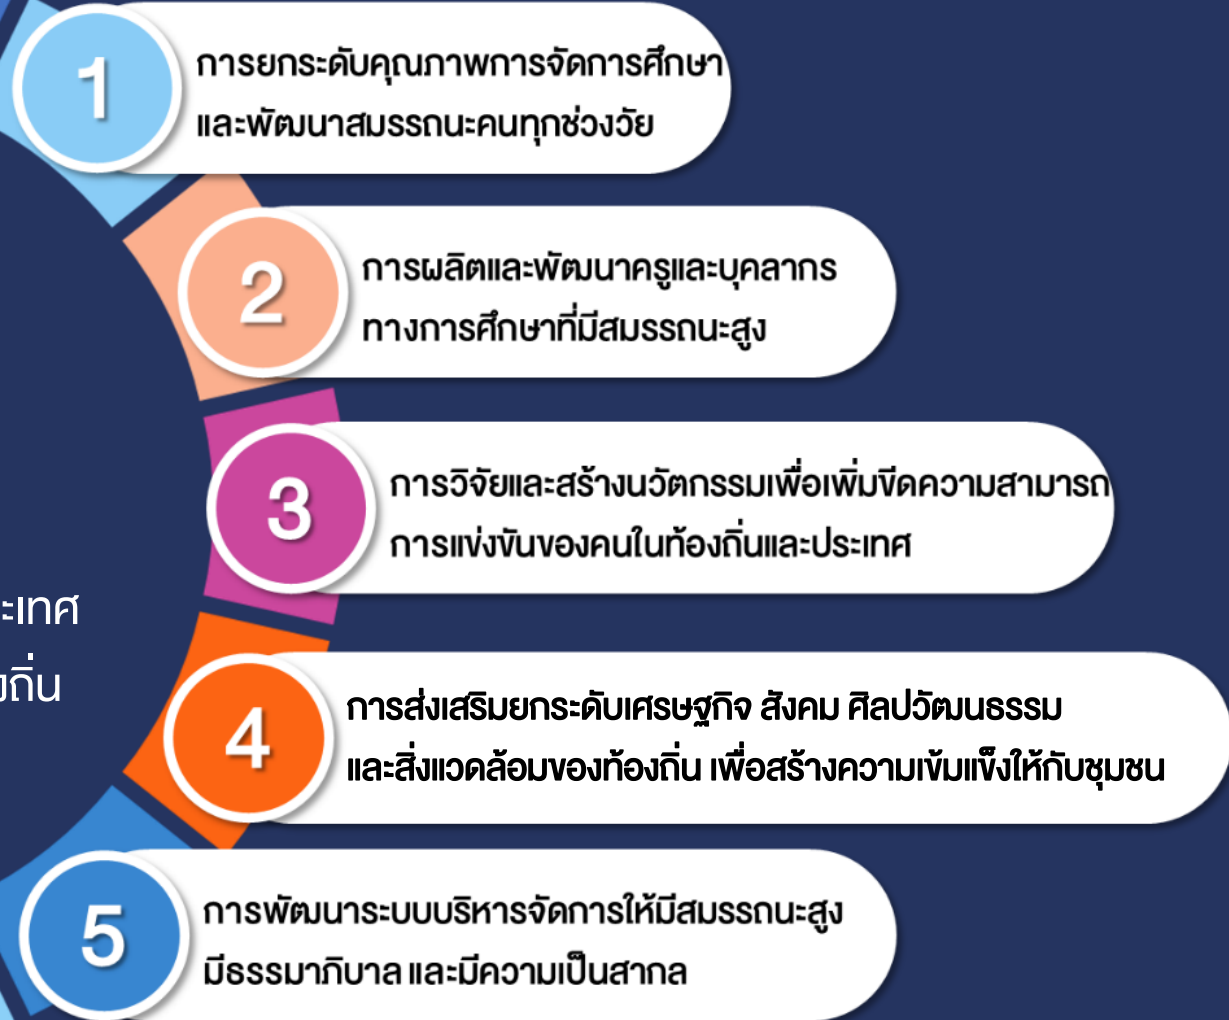 1
การยกระดับคุณภาพการจัดการศึกษา
และพัฒนาสมรรถนะคนทุกช่วงวัย
2
การผลิตและพัฒนาครูและบุคลากร
ทางการศึกษาที่มีสมรรถนะสูง
3
การวิจัยและสร้างนวัตกรรมเพื่อเพิ่มขีดความสามารถ
การแข่งขันของคนในท้องถิ่นและประเทศ
4
การส่งเสริมยกระดับเศรษฐกิจ สังคม ศิลปวัฒนธรรม
และสิ่งแวดล้อมของท้องถิ่น เพื่อสร้างความเข้มแข็งให้กับชุมชน
5
การพัฒนาระบบบริหารจัดการให้มีสมรรถนะสูง
มีธรรมาภิบาล และมีความเป็นสากล